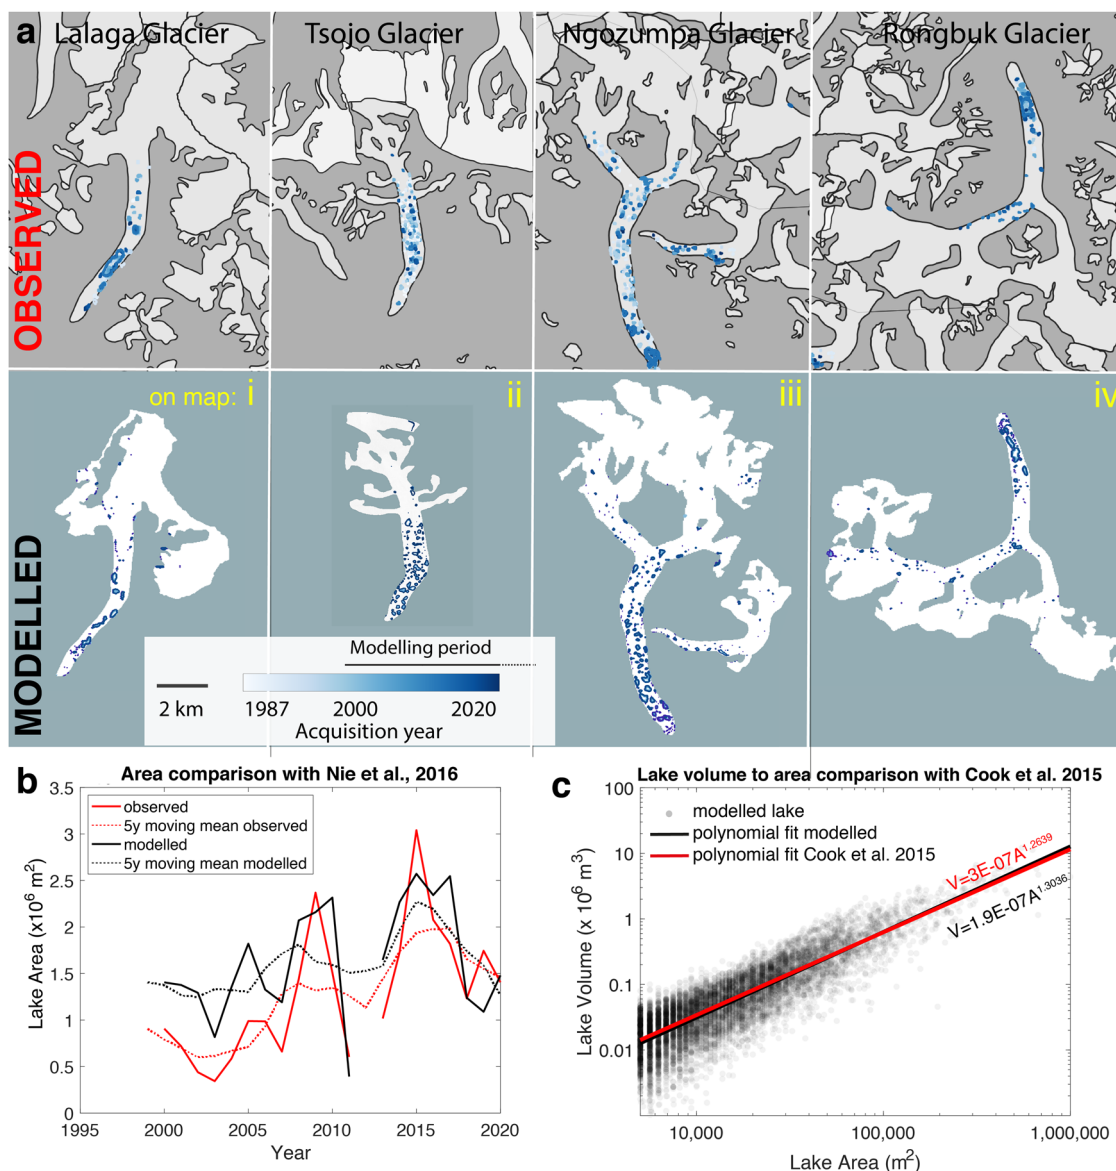 a
Lalaga Glacier
Tsojo Glacier
Ngozumpa Glacier
Rongbuk Glacier
OBSERVED
on map: i
ii
iii
iv
MODELLED
Modelling period
2 km
1987 2000 2020
Acquisition year
b
Area comparison with Nie et al., 2016
3.5
3
2.5
2
1.5
1
0.5
0
Lake Area (x10⁶ m²)
observed
5y moving mean observed
modelled
5y moving mean modelled
1995 2000 2005 2010 2015 2020
Year
c
Lake volume to area comparison with Cook et al. 2015
100
10
1
0.1
0.01
Lake Volume (x 10⁶ m³)
modelled lake
polynomial fit modelled
polynomial fit Cook et al. 2015
V=3E-07A^1.2639
V=1.9E-07A^1.3036
10,000 100,000 1,000,000
Lake Area (m²)